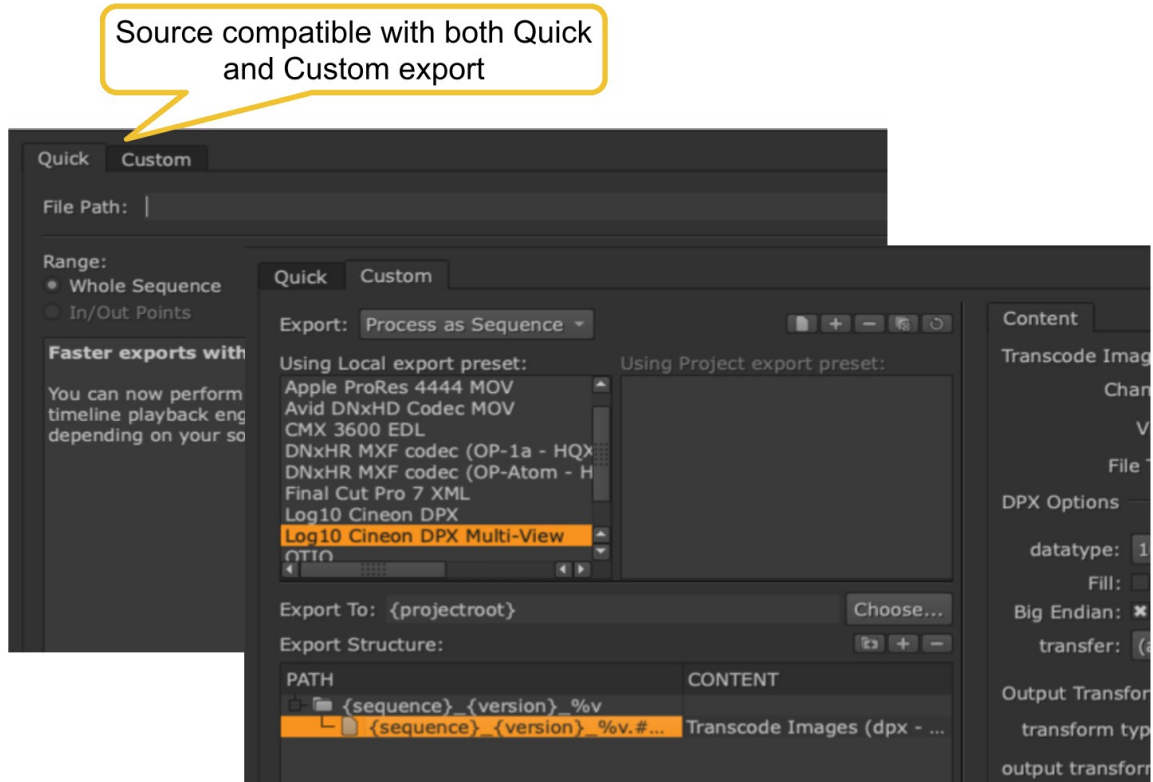 Source compatible with both Quick
and Custom export
Quick Custom
File Path:
Range:
Whole Sequence
In/Out Points
Faster exports with
You can now perform
timeline playback eng
depending on your so
Quick Custom
Export: Process as Sequence
Using Local export preset: Using Project export preset:
Apple ProRes 4444 MOV
Avid DNxHD Codec MOV
CMX 3600 EDL
DNxHR MXF codec (OP-1a - HQX
DNxHR MXF codec (OP-Atom - H
Final Cut Pro 7 XML
Log10 Cineon DPX
Log10 Cineon DPX Multi-View
OTIO
Export To: {projectroot} Choose...
Export Structure:
PATH CONTENT
{sequence}_{version}_%v
{sequence}_{version}_%v.#... Transcode Images (dpx - ...
Content
Transcode Imag
Chan
V
File T
DPX Options
datatype: 1
Fill:
Big Endian:
transfer: (a
Output Transfor
transform typ
output transforr